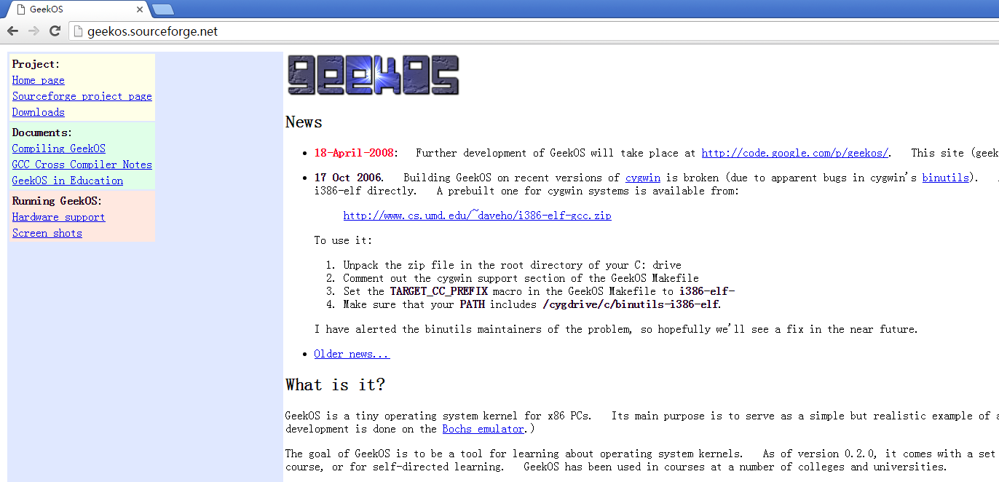 GeekOS
geekos.sourceforge.net
Project:
Home page
Sourceforge project page
Downloads
Documents:
Compiling GeekOS
GCC Cross Compiler Notes
GeekOS in Education
Running GeekOS:
Hardware support
Screen shots
geekos
News
18-April-2008: Further development of GeekOS will take place at http://code.google.com/p/geekos/. This site (geek
17 Oct 2006. Building GeekOS on recent versions of cygwin is broken (due to apparent bugs in cygwin's binutils).
i386-elf directly. A prebuilt one for cygwin systems is available from:
http://www.cs.umd.edu/~daveho/i386-elf-gcc.zip
To use it:
1. Unpack the zip file in the root directory of your C: drive
2. Comment out the cygwin support section of the GeekOS Makefile
3. Set the TARGET_CC_PREFIX macro in the GeekOS Makefile to i386-elf-
4. Make sure that your PATH includes /cygdrive/c/binutils-i386-elf.
I have alerted the binutils maintainers of the problem, so hopefully we'll see a fix in the near future.
Older news...
What is it?
GeekOS is a tiny operating system kernel for x86 PCs. Its main purpose is to serve as a simple but realistic example of a
development is done on the Bochs emulator.)
The goal of GeekOS is to be a tool for learning about operating system kernels. As of version 0.2.0, it comes with a set
course, or for self-directed learning. GeekOS has been used in courses at a number of colleges and universities.